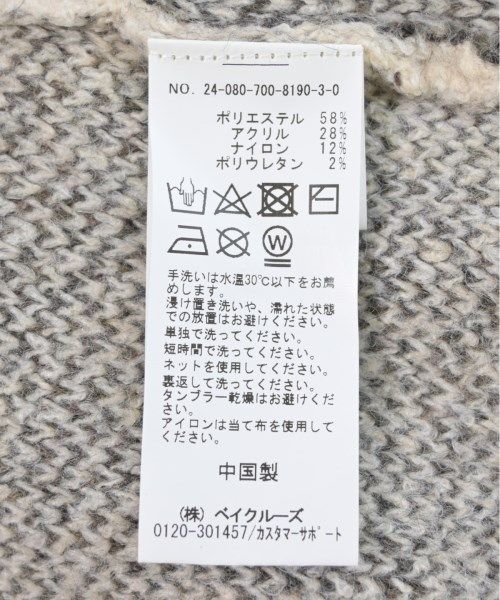 NO. 24-080-700-8190-3-0
ポリエステル 58%
アクリル 28%
ナイロン 12%
ポリウレタン 2%
W
手洗いは水温30℃以下をお薦
めします。
浸け置き洗いや、濡れた状態
での放置はお避けください。
単独で洗ってください。
短時間で洗ってください。
ネットを使用してください。
裏返して洗ってください。
タンブラー乾燥はお避けくだ
さい。
アイロンは当て布を使用して
ください。
中国製
（株）ベイクルーズ
0120-301457/ｶｽﾀﾏｰｻﾎﾟｰﾄ